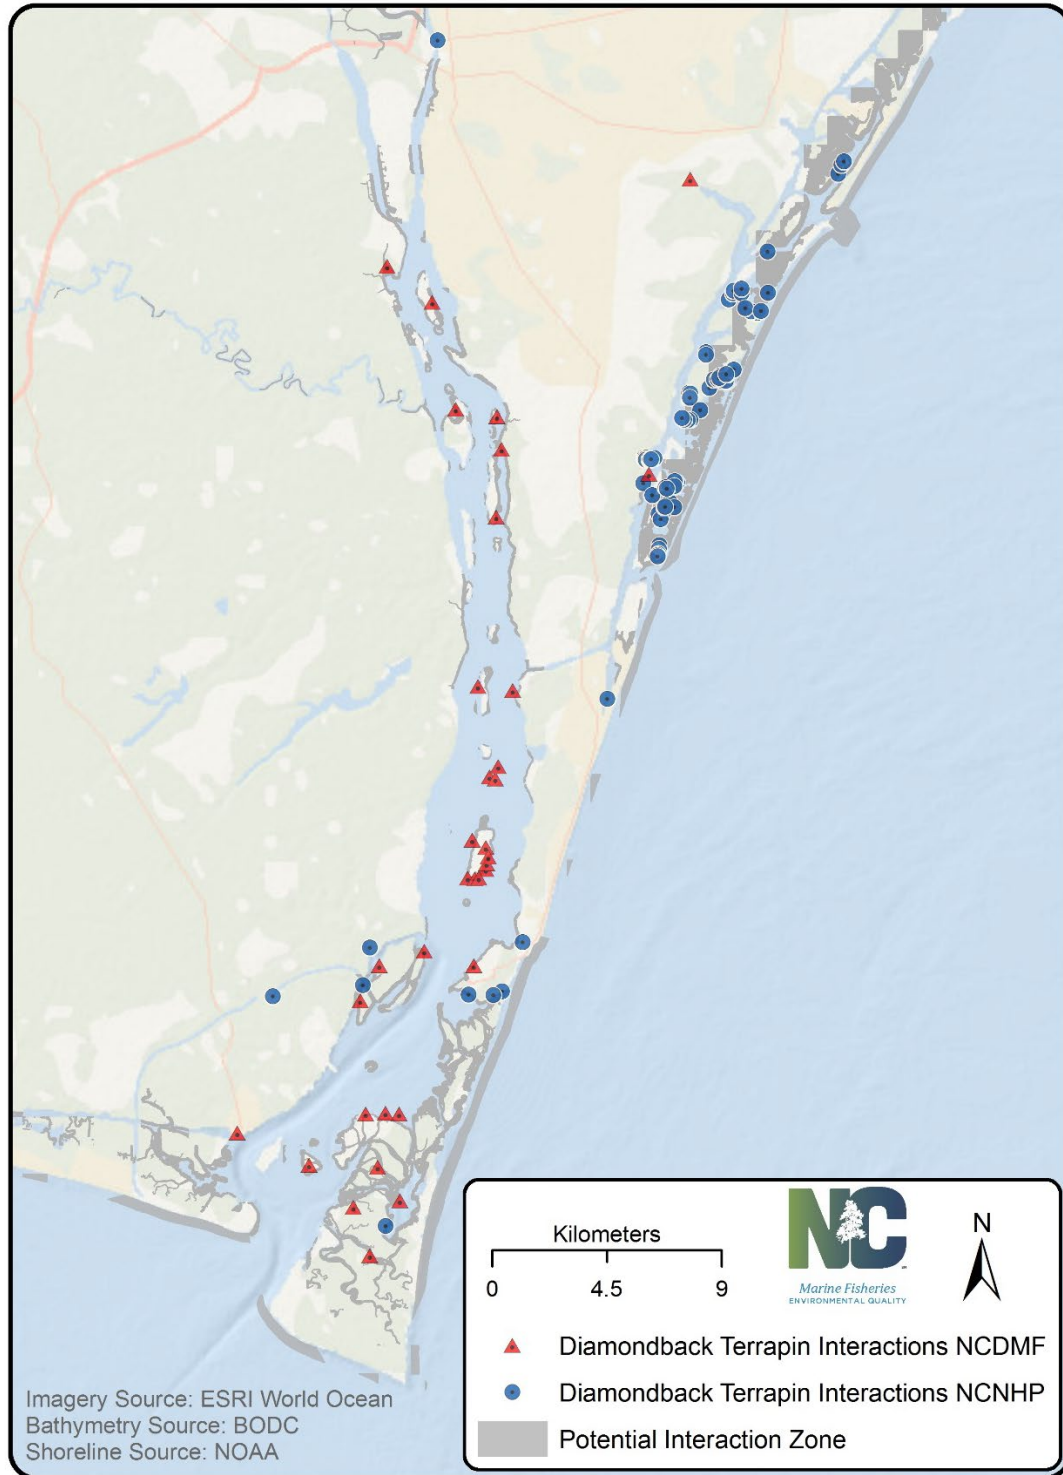 Kilometers
0 4.5 9
NC
Marine Fisheries
ENVIRONMENTAL QUALITY
N
Diamondback Terrapin Interactions NCDMF
Diamondback Terrapin Interactions NCNHP
Potential Interaction Zone
Imagery Source: ESRI World Ocean
Bathymetry Source: BODC
Shoreline Source: NOAA